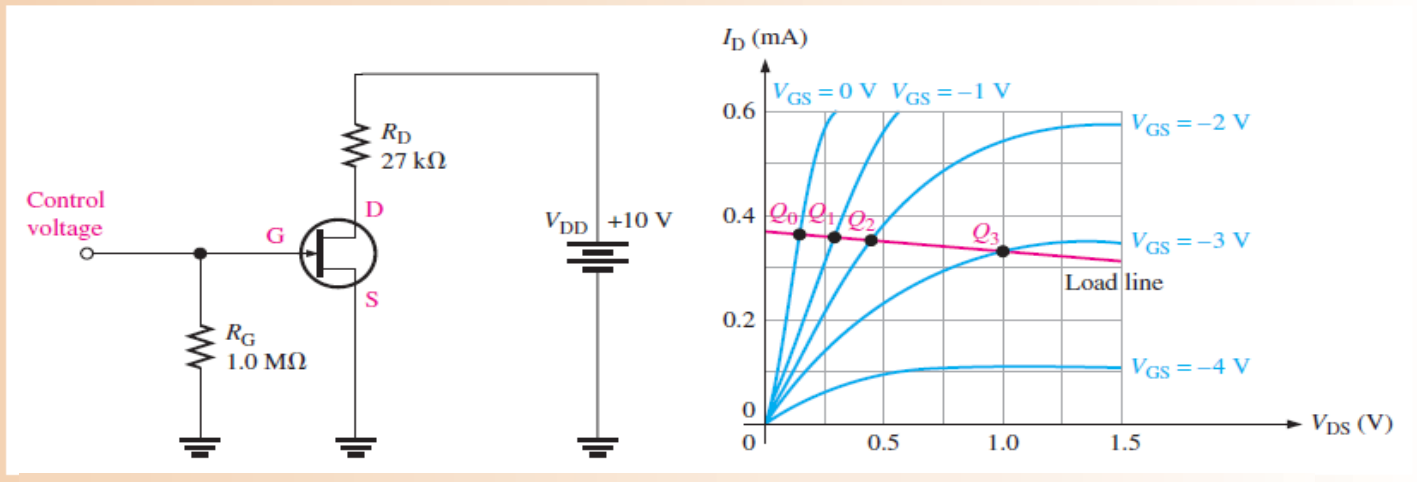 Control
voltage
G
D
S
R_D
27 kΩ
R_G
1.0 MΩ
V_DD +10 V
I_D (mA)
V_GS = 0 V V_GS = –1 V
V_GS = –2 V
V_GS = –3 V
V_GS = –4 V
0.6
0.4
0.2
0
Q_0 Q_1 Q_2 Q_3
Load line
0 0.5 1.0 1.5
V_DS (V)